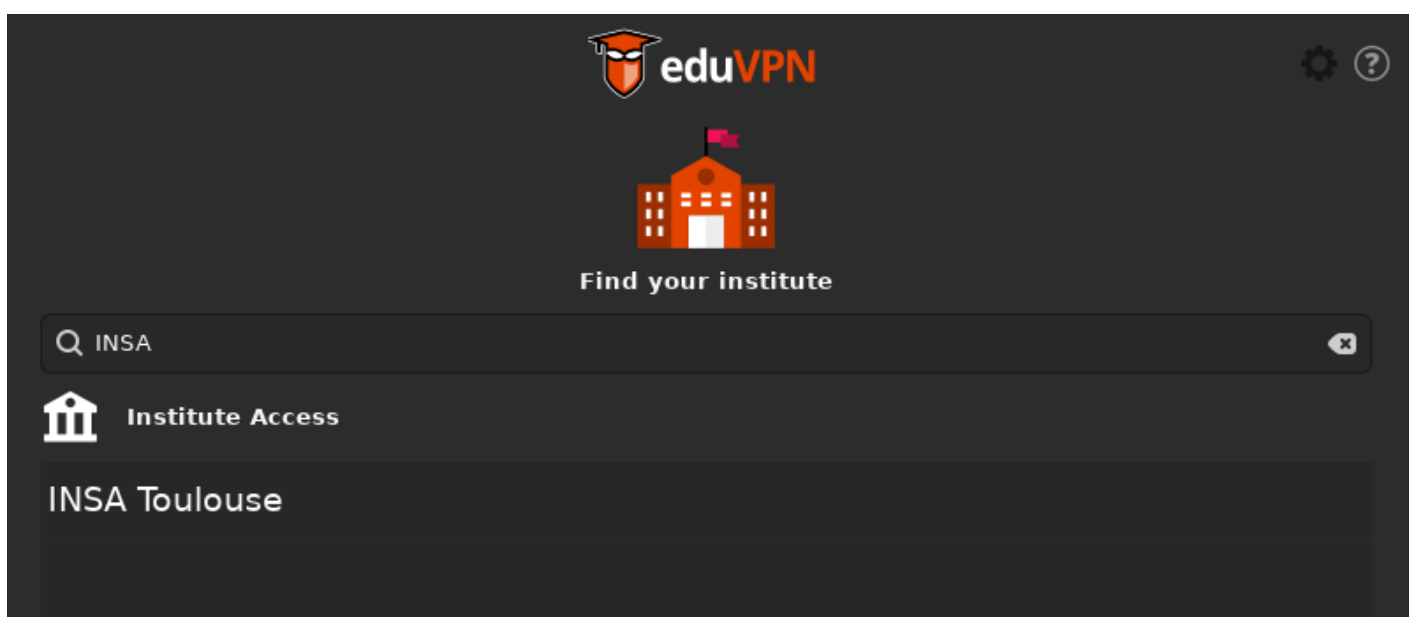 eduVPN
?
Find your institute
INSA
Institute Access
INSA Toulouse